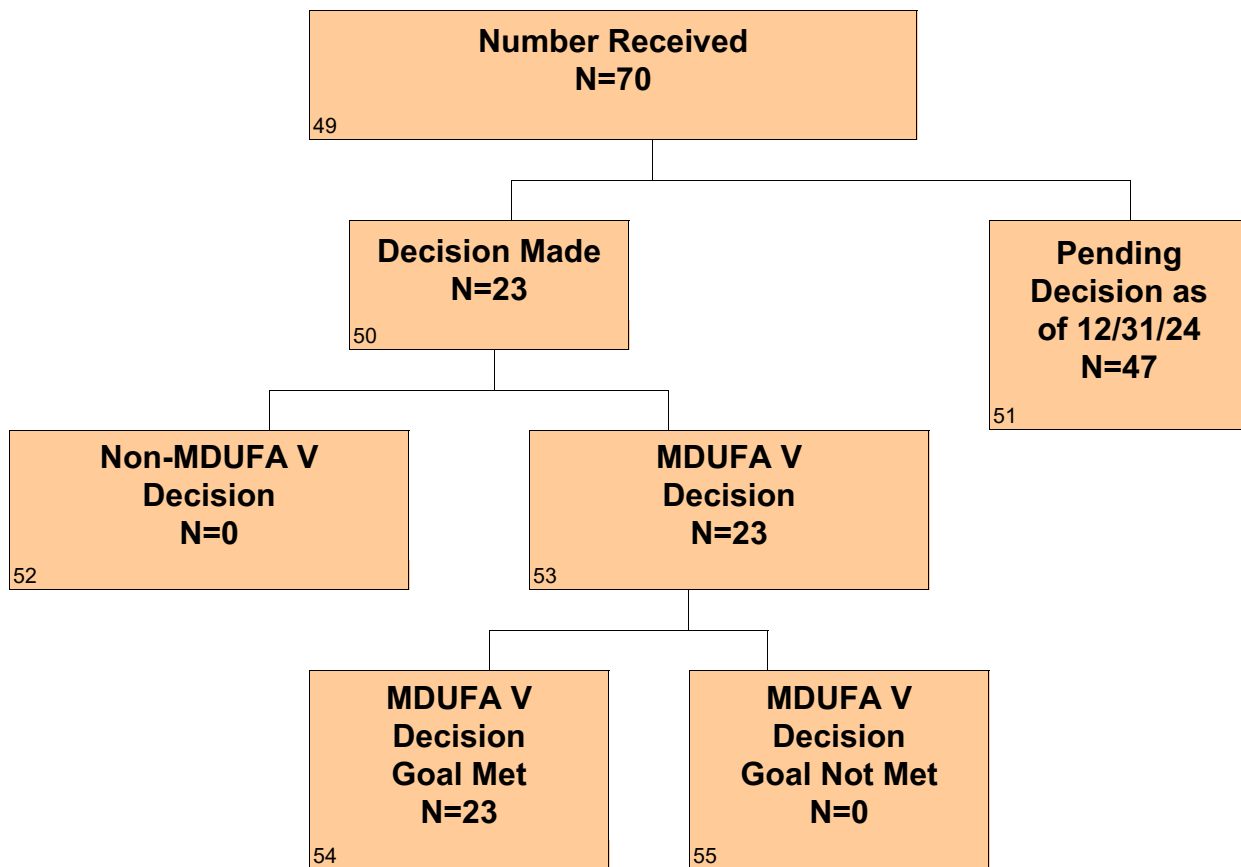 Number Received
N=70
49
Decision Made
N=23
50
Pending
Decision as
of 12/31/24
N=47
51
Non-MDUFA V
Decision
N=0
52
MDUFA V
Decision
N=23
53
MDUFA V
Decision
Goal Met
N=23
54
MDUFA V
Decision
Goal Not Met
N=0
55